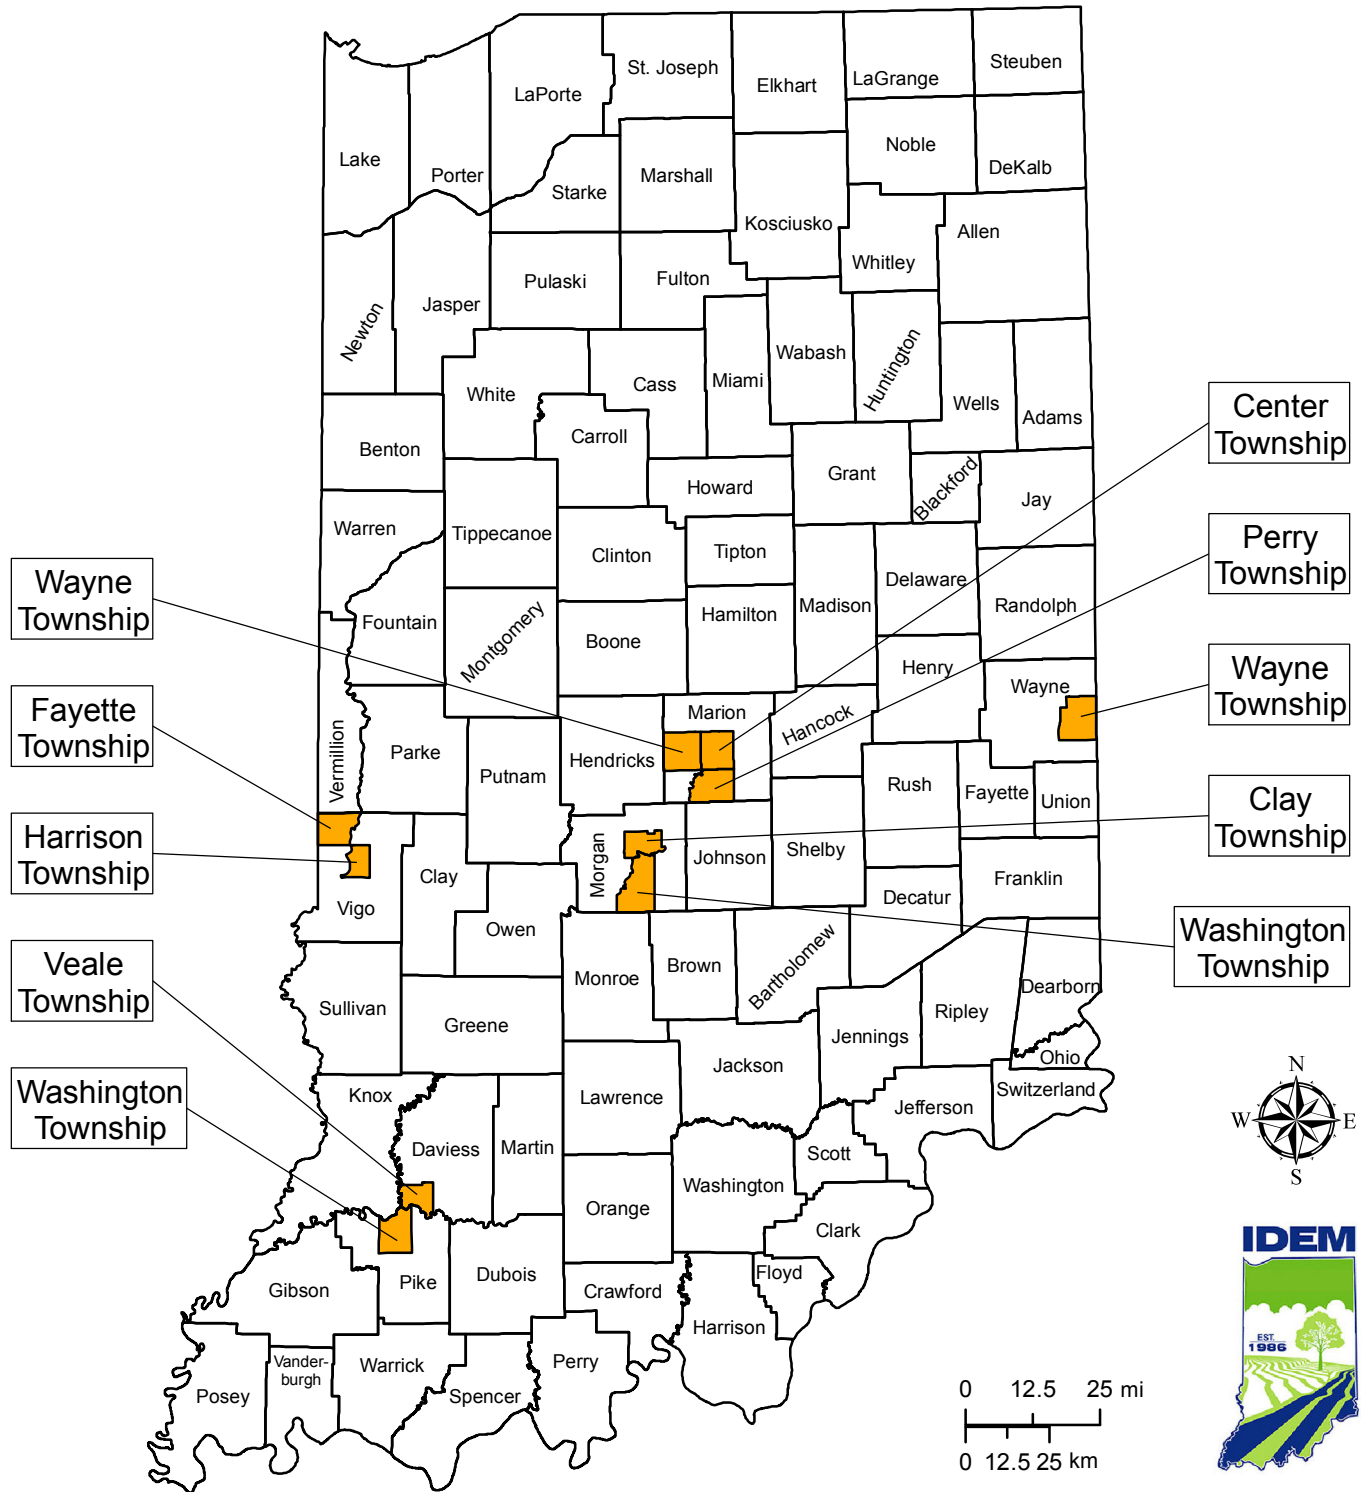 St. Joseph
Elkhart
LaGrange
Steuben
LaPorte
Lake
Porter
Starke
Marshall
Noble
DeKalb
Kosciusko
Allen
Whitley
Newton
Jasper
Pulaski
Fulton
Wabash
Huntington
White
Cass
Miami
Wells
Adams
Center
Township
Benton
Carroll
Howard
Grant
Blackford
Jay
Warren
Tippecanoe
Clinton
Tipton
Perry
Township
Wayne
Township
Fountain
Montgomery
Boone
Hamilton
Madison
Delaware
Randolph
Henry
Wayne
Wayne
Township
Fayette
Township
Vermillion
Parke
Putnam
Hendricks
Marion
Hancock
Rush
Fayette
Union
Clay
Township
Harrison
Township
Vigo
Clay
Owen
Morgan
Johnson
Shelby
Decatur
Franklin
Washington
Township
Veale
Township
Sullivan
Greene
Monroe
Brown
Bartholomew
Jennings
Ripley
Dearborn
Ohio
Switzerland
Washington
Township
Knox
Daviess
Martin
Lawrence
Jackson
Jefferson
Scott
N
W
E
S
Orange
Washington
Clark
Gibson
Pike
Dubois
Crawford
Floyd
Harrison
Posey
Vander-
burgh
Warrick
Spencer
Perry
IDEM
EST.
1986
0 12.5 25 mi
0 12.5 25 km